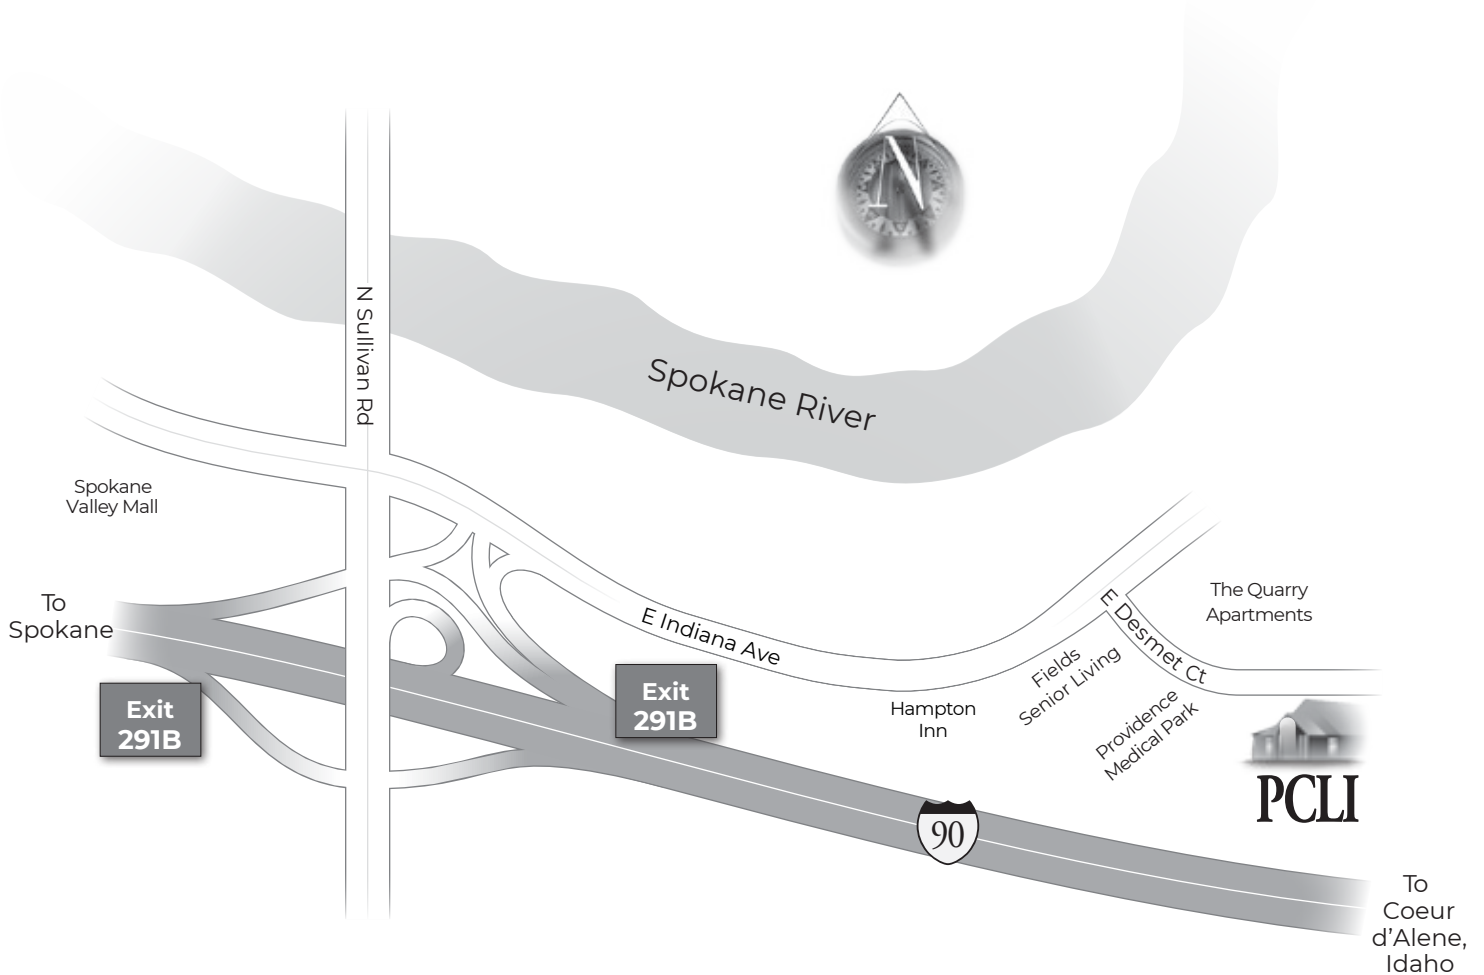 N
N Sullivan Rd
Spokane River
Spokane
Valley Mall
To
Spokane
The Quarry
Apartments
E Indiana Ave
E Desmet Ct
Fields
Senior Living
Exit
291B
Exit
291B
Hampton
Inn
Providence
Medical Park
PCLI
90
To
Coeur
d’Alene,
Idaho